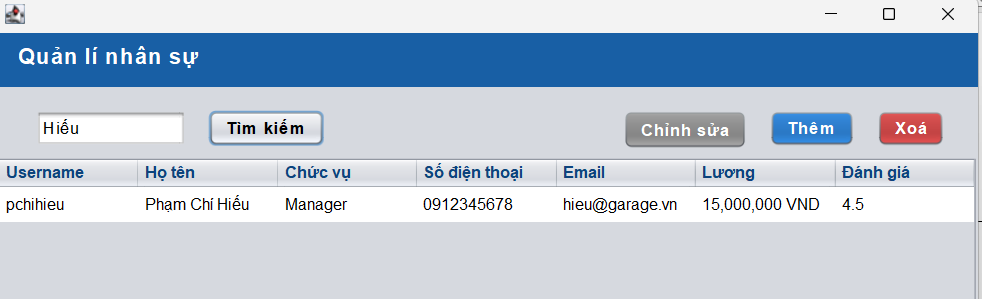 Quản lí nhân sự
Hiếu Tìm kiếm Chỉnh sửa Thêm Xoá
Username Họ tên Chức vụ Số điện thoại Email Lương Đánh giá
pchihieu Phạm Chí Hiếu Manager 0912345678 hieu@garage.vn 15,000,000 VND 4.5